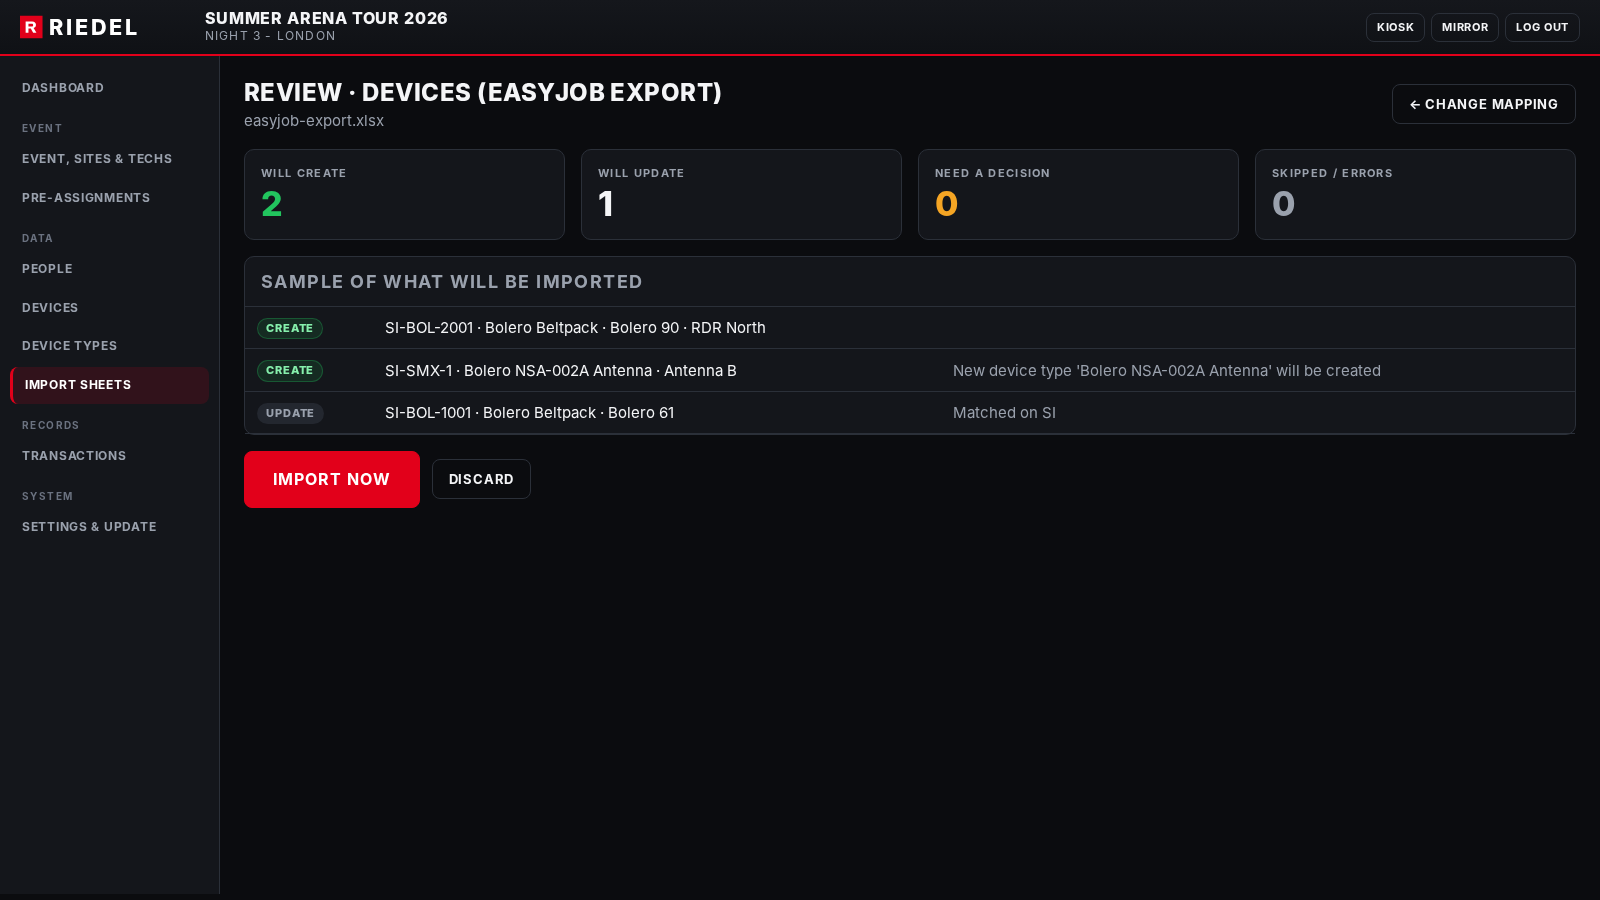 R RIEDEL
SUMMER ARENA TOUR 2026
NIGHT 3 - LONDON
KIOSK
MIRROR
LOG OUT
DASHBOARD
EVENT
EVENT, SITES & TECHS
PRE-ASSIGNMENTS
DATA
PEOPLE
DEVICES
DEVICE TYPES
IMPORT SHEETS
RECORDS
TRANSACTIONS
SYSTEM
SETTINGS & UPDATE
REVIEW · DEVICES (EASYJOB EXPORT)
easyjob-export.xlsx
← CHANGE MAPPING
WILL CREATE
2
WILL UPDATE
1
NEED A DECISION
0
SKIPPED / ERRORS
0
SAMPLE OF WHAT WILL BE IMPORTED
CREATE SI-BOL-2001 · Bolero Beltpack · Bolero 90 · RDR North
CREATE SI-SMX-1 · Bolero NSA-002A Antenna · Antenna B New device type 'Bolero NSA-002A Antenna' will be created
UPDATE SI-BOL-1001 · Bolero Beltpack · Bolero 61 Matched on SI
IMPORT NOW
DISCARD